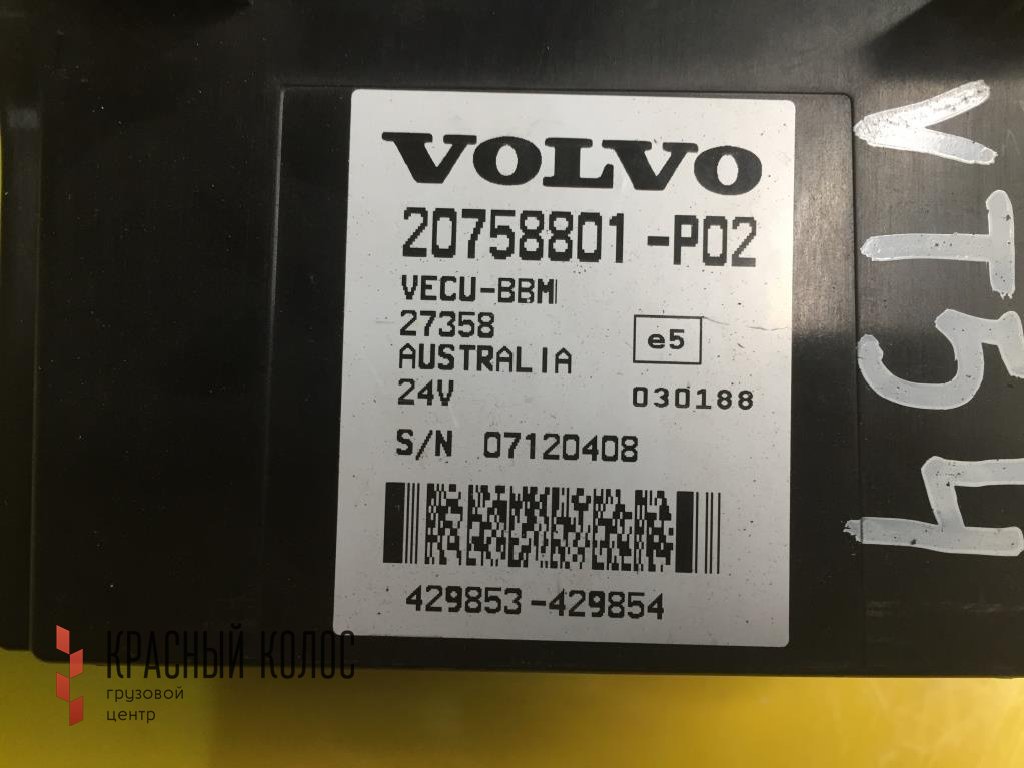 VOLVO
20758801-P02
VECU-BBM
27358
e5
AUSTRALIA
24V
030188
S/N 07120408
429853-429854
VT54
КРАСНЫЙ КОЛОС
грузовой
центр